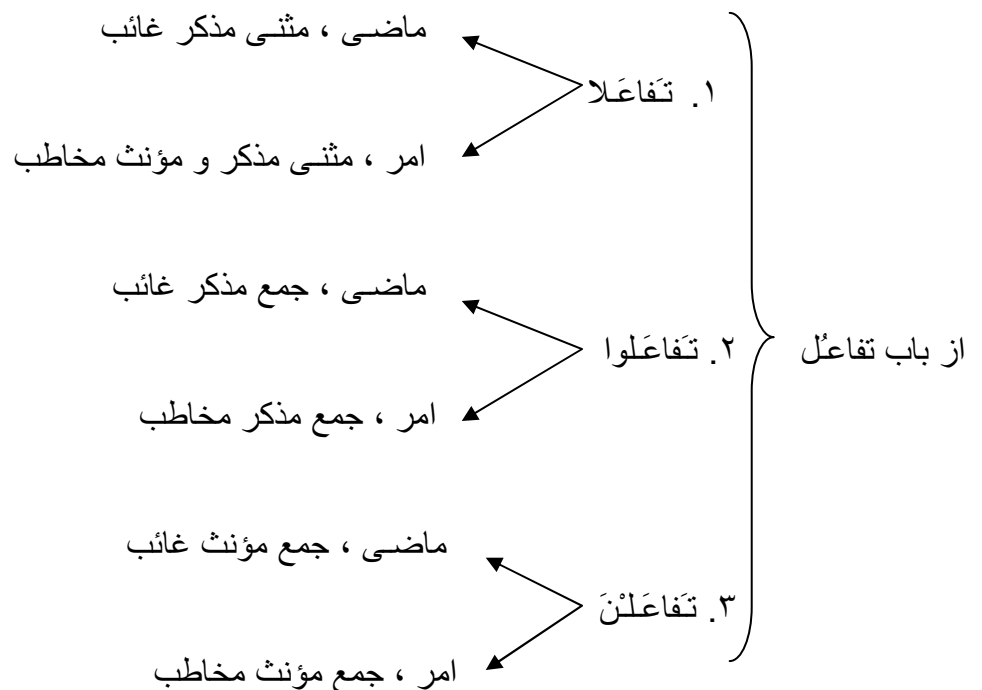 ماضی ، مثنی مذکر غائب
۱. تَفاعَلا
امر ، مثنی مذکر و مؤنث مخاطب
ماضی ، جمع مذکر غائب
از باب تفاعُل
۲. تَفاعَلوا
امر ، جمع مذکر مخاطب
ماضی ، جمع مؤنث غائب
۳. تَفاعَلْنَ
امر ، جمع مؤنث مخاطب